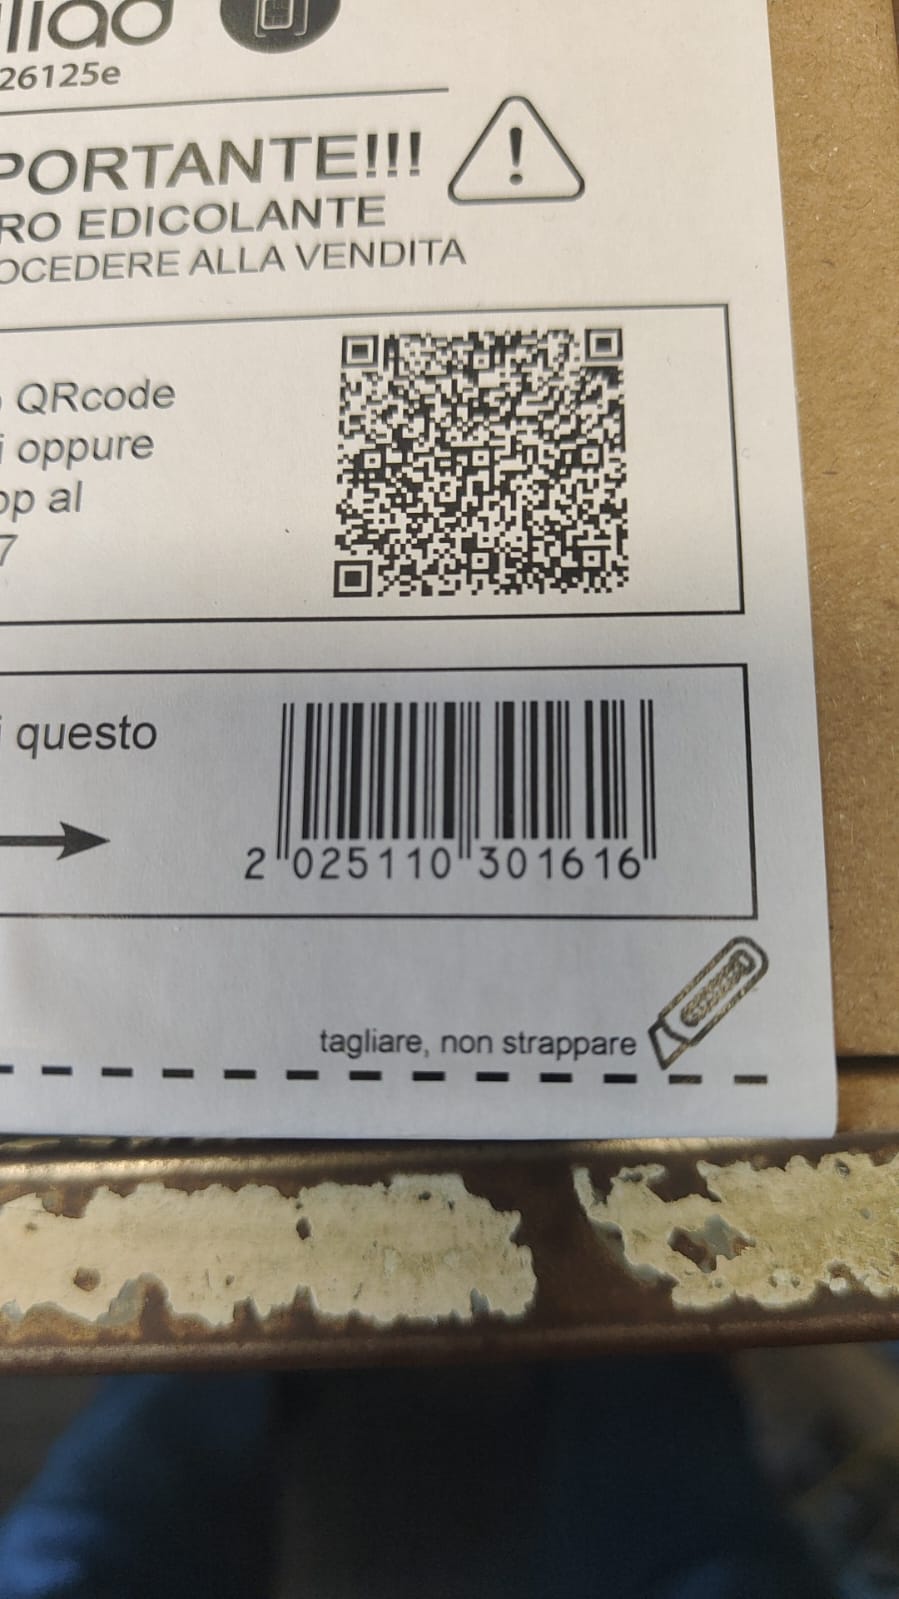 iliad
26125e
PORTANTE!!!
RO EDICOLANTE
OCEDERE ALLA VENDITA
QRcode
i oppure
pp al
7
i questo
2 025110 301616
tagliare, non strappare